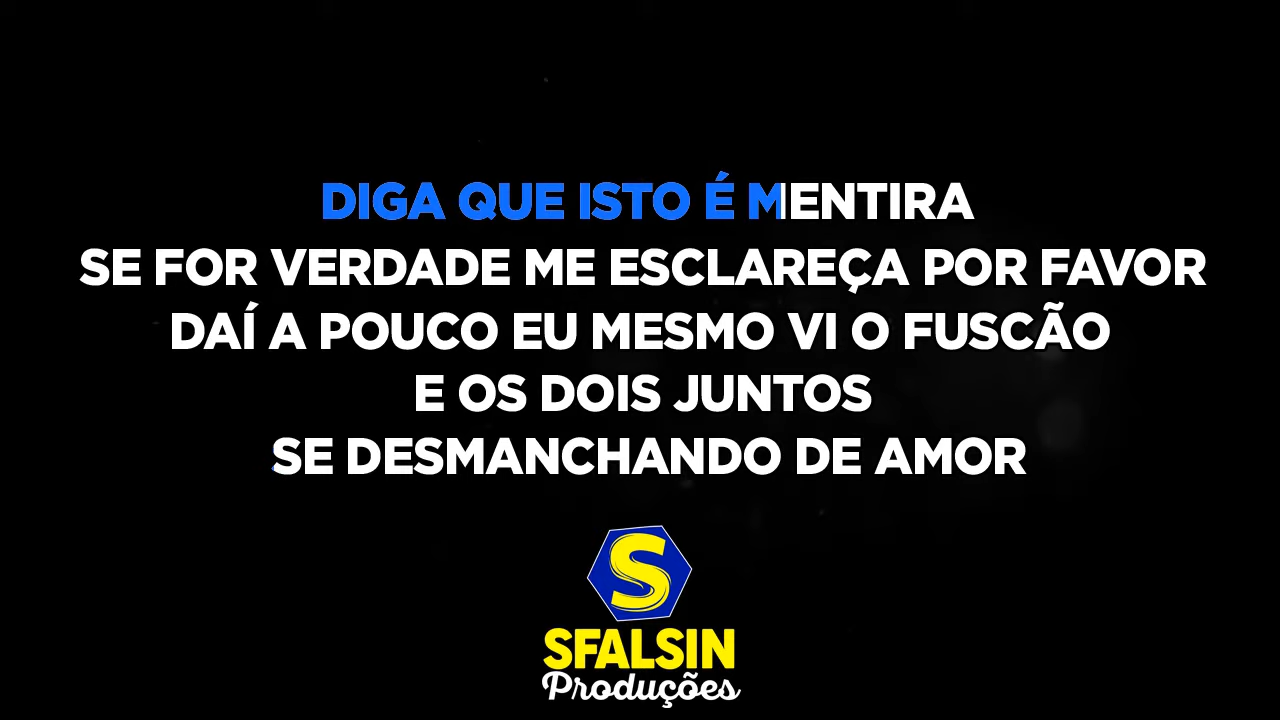 DIGA QUE ISTO É MENTIRA
SE FOR VERDADE ME ESCLAREÇA POR FAVOR
DAÍ A POUCO EU MESMO VI O FUSCÃO
E OS DOIS JUNTOS
SE DESMANCHANDO DE AMOR
S
SFALSIN
Produções